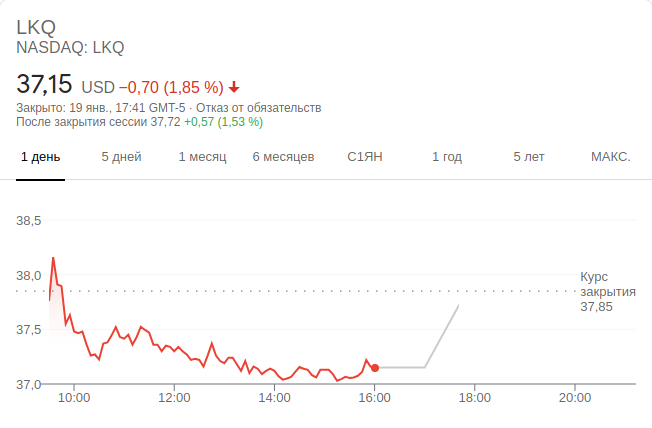 LKQ
NASDAQ: LKQ
37,15 USD −0,70 (1,85 %)
Закрыто: 19 янв., 17:41 GMT-5 · Отказ от обязательств
После закрытия сессии 37,72 +0,57 (1,53 %)
1 день 5 дней 1 месяц 6 месяцев С1ЯН 1 год 5 лет МАКС.
38,5
38,0
37,5
37,0
Курс
закрытия
37,85
10:00 12:00 14:00 16:00 18:00 20:00